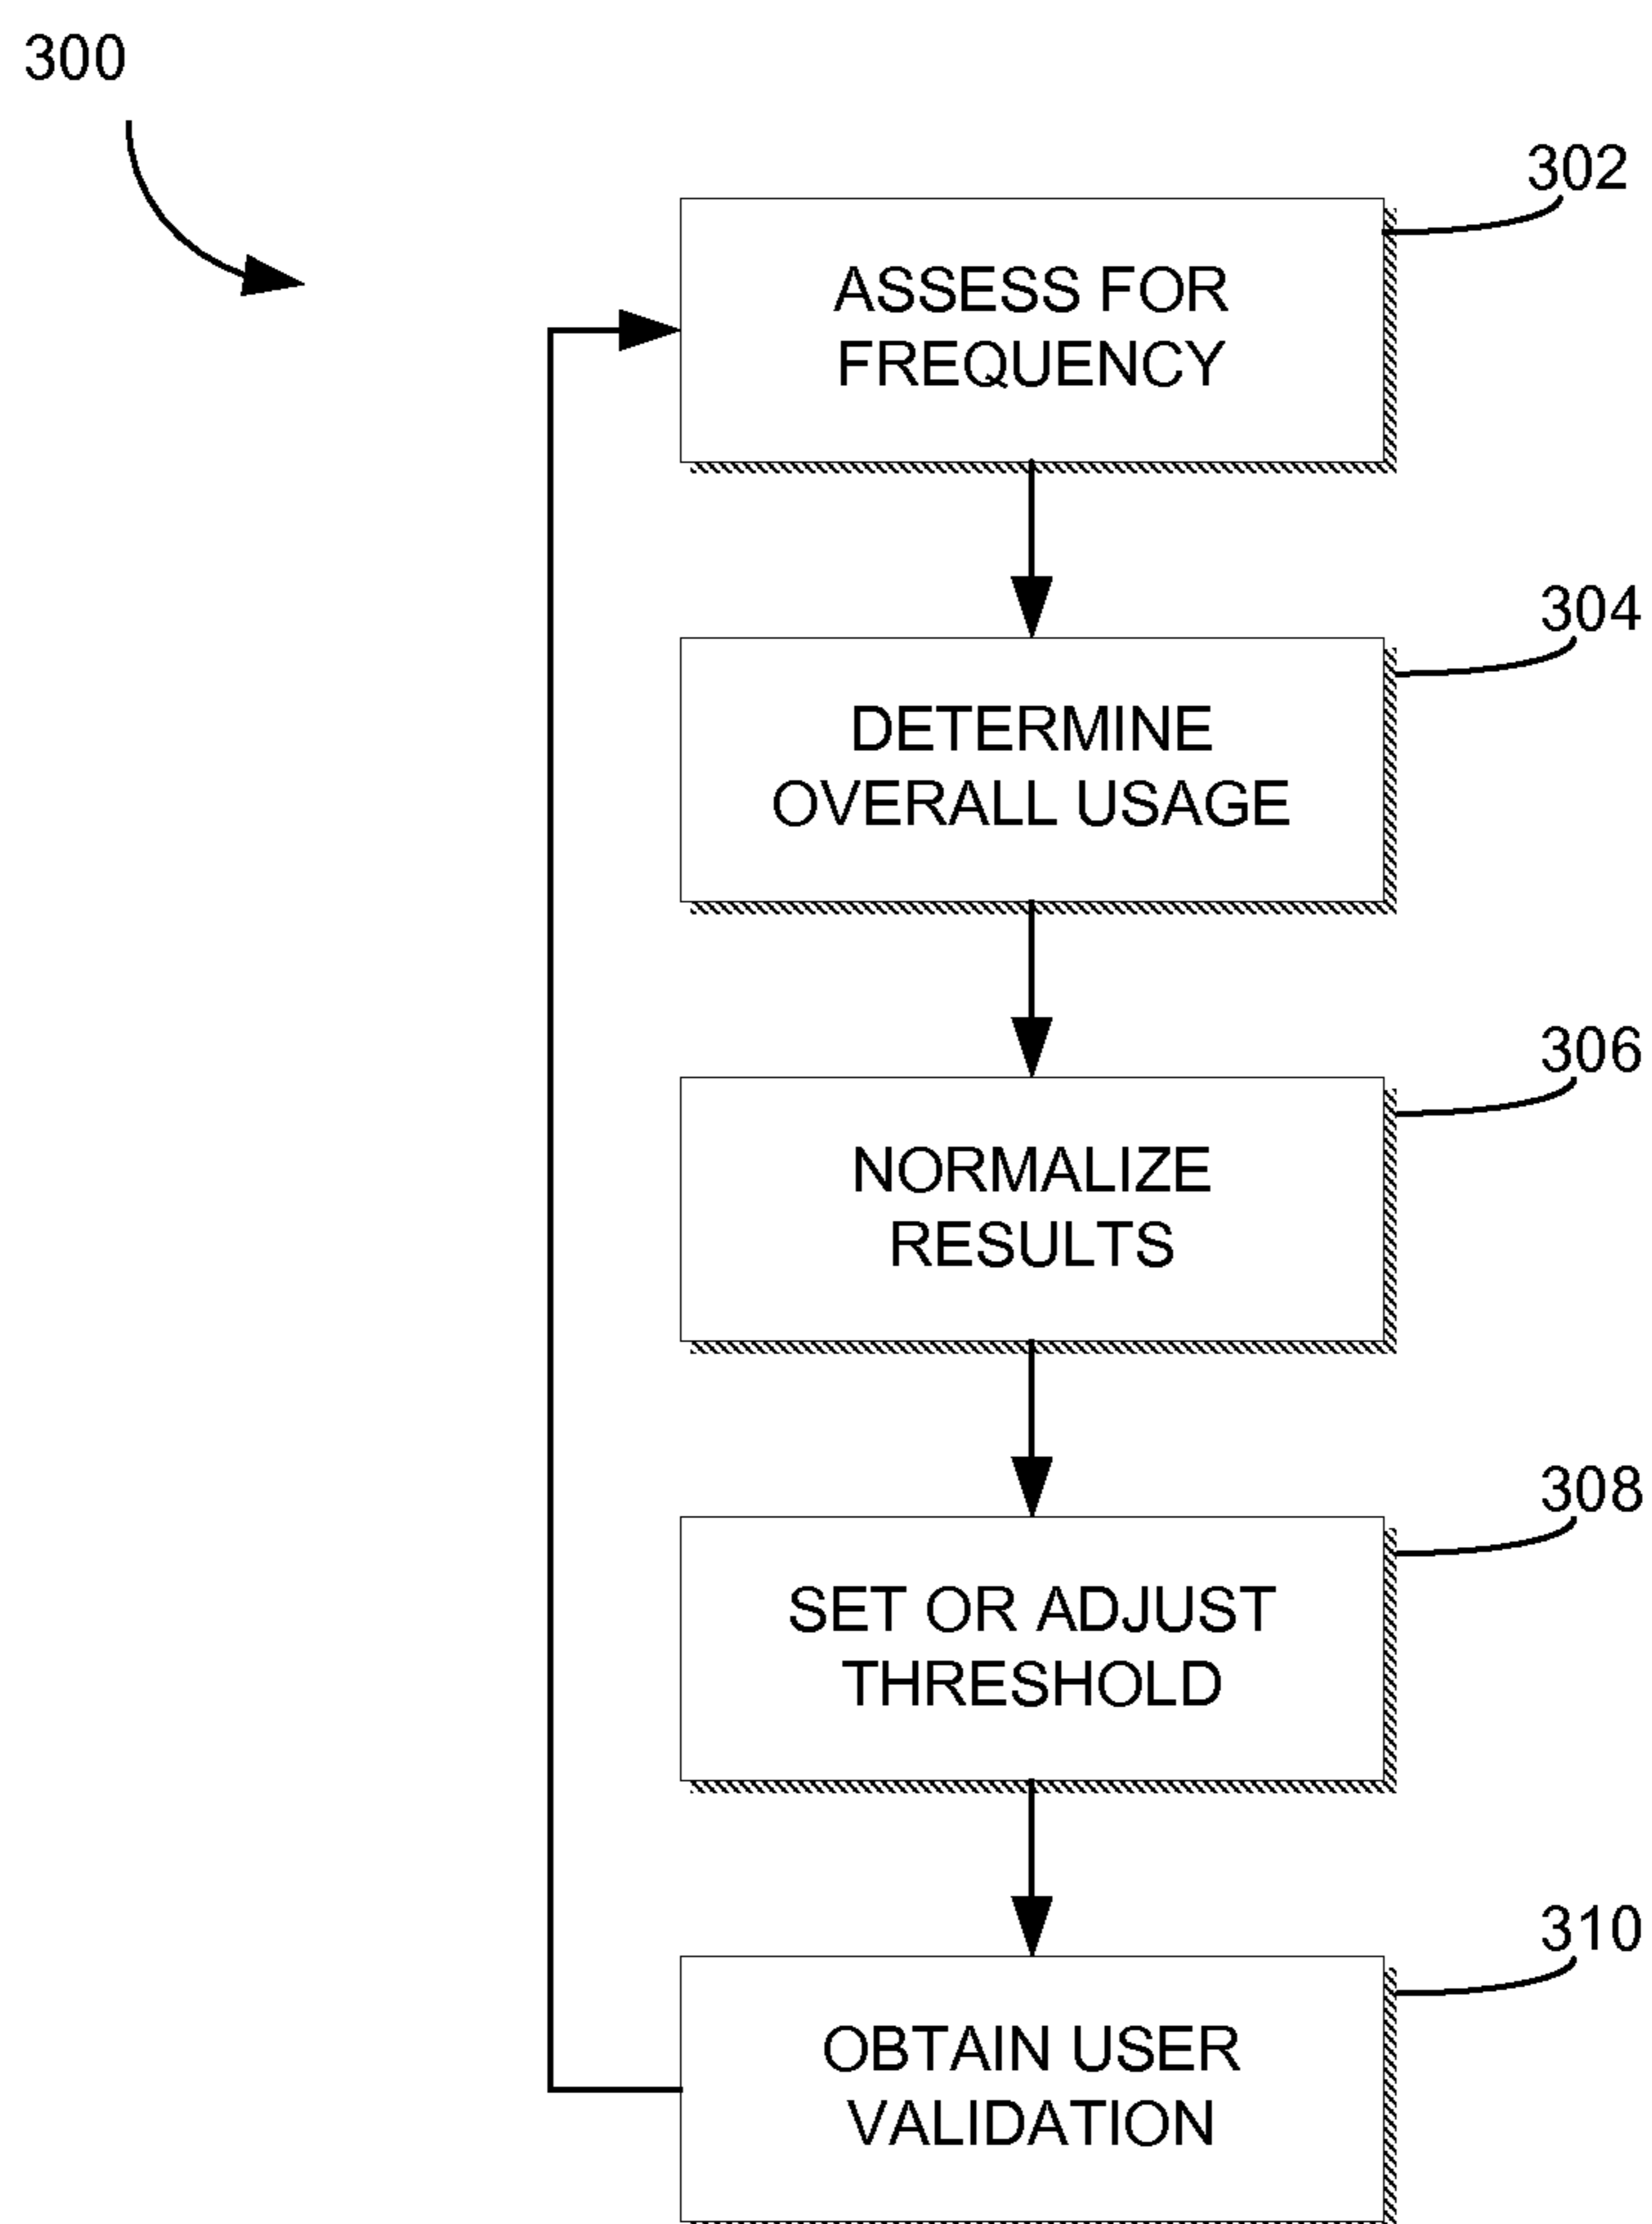 300
302
ASSESS FOR
FREQUENCY
304
DETERMINE
OVERALL USAGE
306
NORMALIZE
RESULTS
308
SET OR ADJUST
THRESHOLD
310
OBTAIN USER
VALIDATION